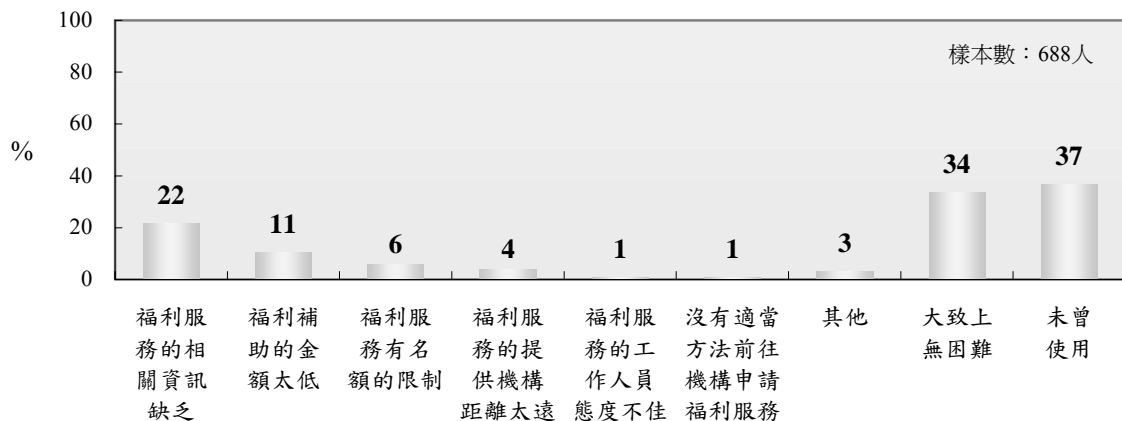 100
樣本數：688人
80
60
%
40
34
37
22
20
11
6
4
1
1
3
0
福利服
務的相
關資訊
缺乏
福利補
助的金
額太低
福利服
務有名
額的限制
福利服
務的提
供機構
距離太遠
福利服
務的工
作人員
態度不佳
沒有適當
方法前往
機構申請
福利服務
其他
大致上
無困難
未曾
使用